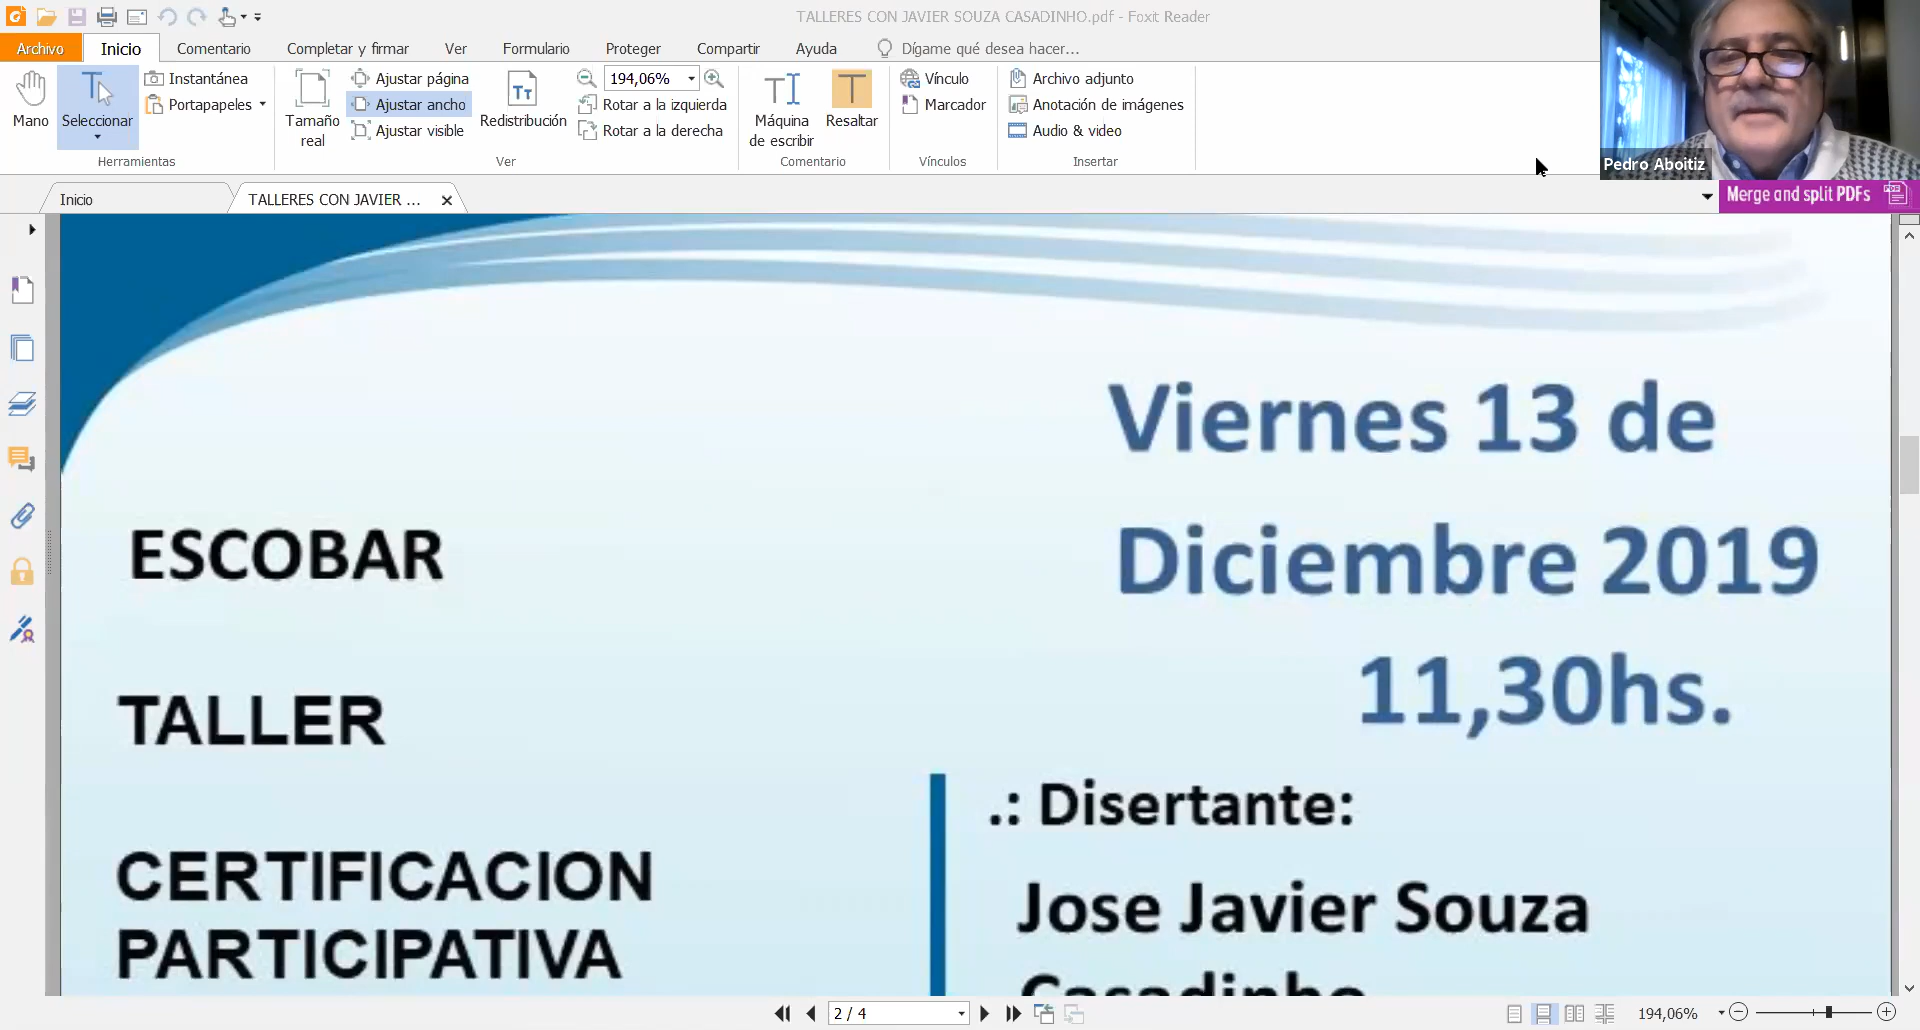 TALLERES CON JAVIER SOUZA CASADINHO.pdf - Foxit Reader
Archivo Inicio Comentario Completar y firmar Ver Formulario Proteger Compartir Ayuda Dígame qué desea hacer...
Mano
Seleccionar
Instantánea
Portapapeles
Herramientas
Tamaño
real
Ajustar página
Ajustar ancho
Ajustar visible
Redistribución
194,06%
Rotar a la izquierda
Rotar a la derecha
Ver
Máquina
de escribir
Resaltar
Comentario
Vínculo
Marcador
Vínculos
Archivo adjunto
Anotación de imágenes
Audio & video
Insertar
Pedro Aboitiz
Inicio
TALLERES CON JAVIER ...
Merge and split PDFs
Viernes 13 de
Diciembre 2019
11,30hs.
ESCOBAR
TALLER
CERTIFICACION
PARTICIPATIVA
.: Disertante:
Jose Javier Souza
Casadinho
2 / 4
194,06%